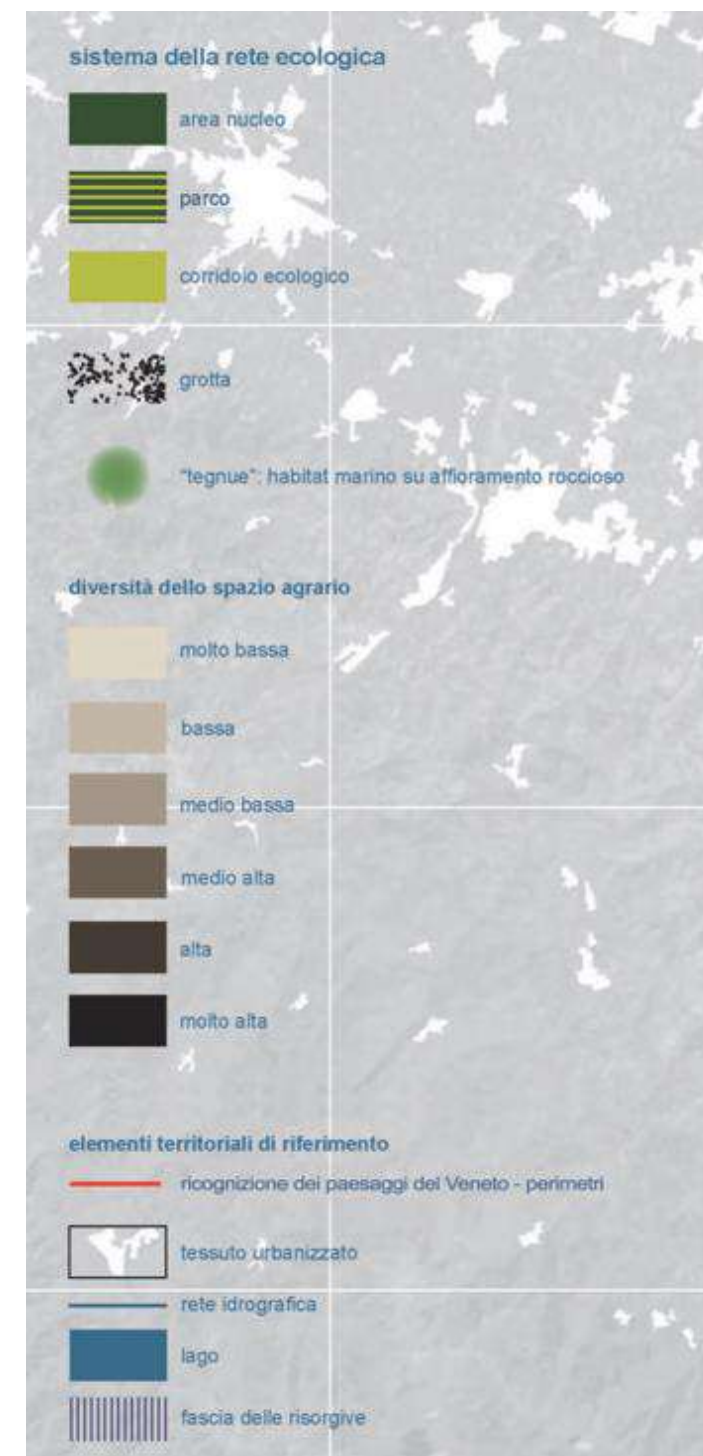 sistema della rete ecologica
area nucleo
parco
corridoio ecologico
grotta
"tegnue": habitat marino su affioramento roccioso
diversità dello spazio agrario
molto bassa
bassa
medio bassa
medio alta
alta
molto alta
elementi territoriali di riferimento
ricognizione dei paesaggi del Veneto - perimetri
tessuto urbanizzato
rete idrografica
lago
fascia delle risorgive